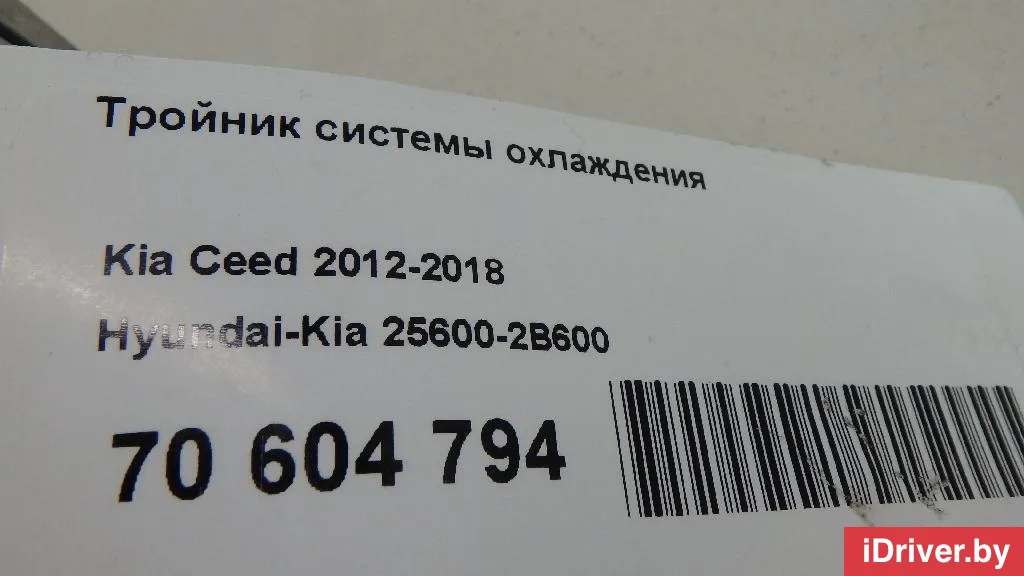 Тройник системы охлаждения
Kia Ceed 2012-2018
Hyundai-Kia 25600-2B600
70 604 794
iDriver.by